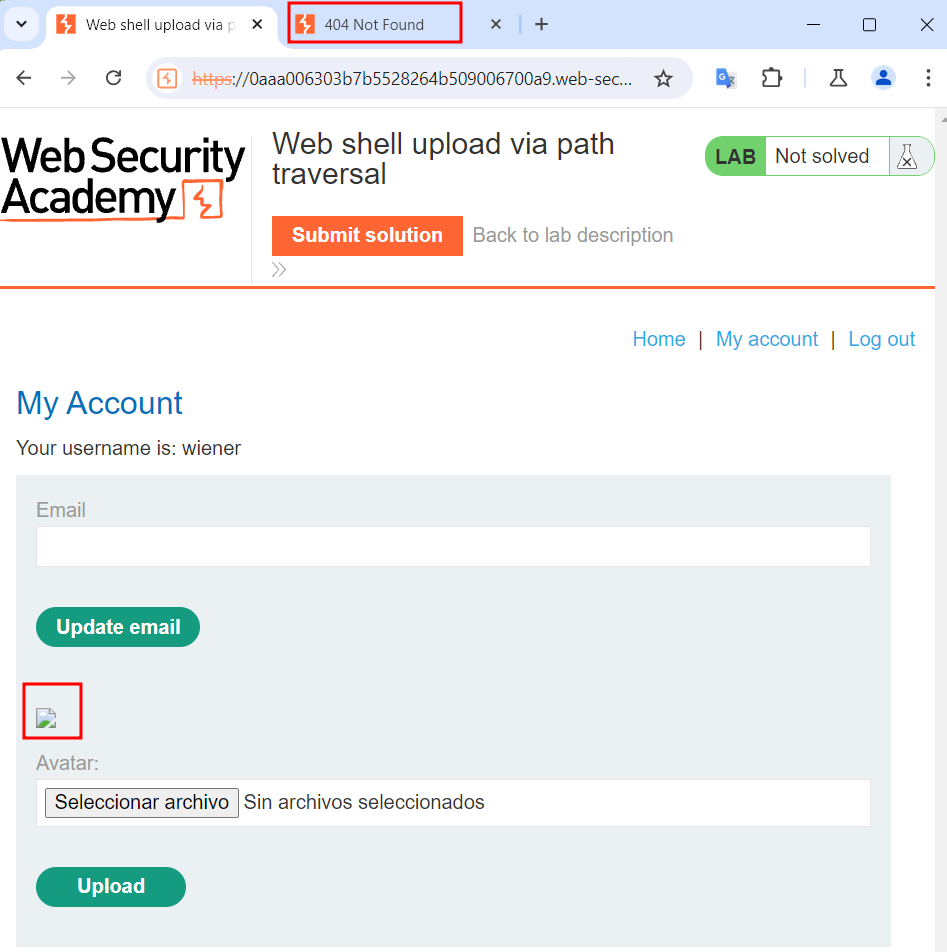 Web shell upload via p
404 Not Found
https://0aaa006303b7b5528264b509006700a9.web-sec...
Web Security
Academy
Web shell upload via path
traversal
LAB Not solved
Submit solution Back to lab description
Home | My account | Log out
My Account
Your username is: wiener
Email
Update email
Avatar:
Seleccionar archivo Sin archivos seleccionados
Upload